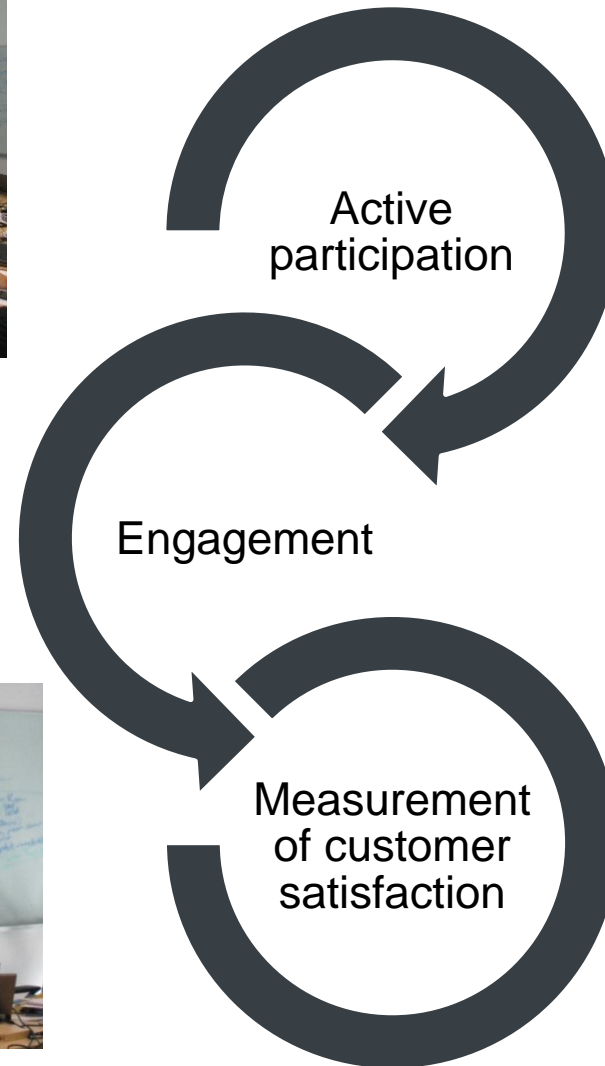 Active
participation
Engagement
Measurement
of customer
satisfaction